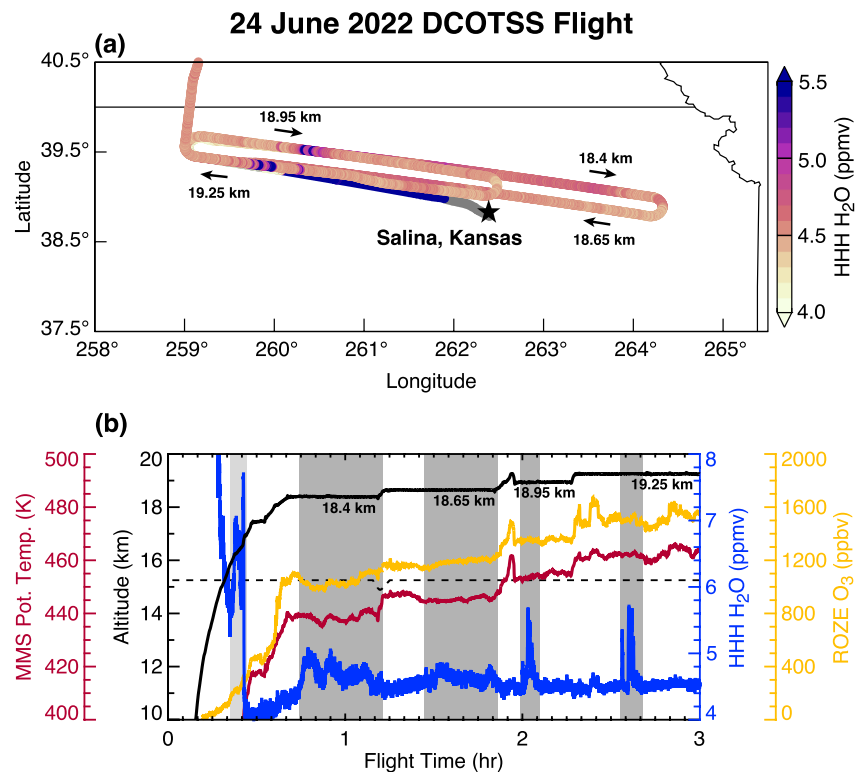 24 June 2022 DCOTSS Flight
(a)
40.5°
39.5°
38.5°
37.5°
Latitude
18.95 km
18.4 km
19.25 km
18.65 km
Salina, Kansas
258° 259° 260° 261° 262° 263° 264° 265°
Longitude
5.5
5.0
4.5
4.0
HHH H₂O (ppmv)
(b)
500
480
460
440
420
400
MMS Pot. Temp. (K)
20
18
16
14
12
10
Altitude (km)
18.4 km
18.65 km
18.95 km
19.25 km
8
7
6
5
4
HHH H₂O (ppmv)
2000
1600
1200
800
400
0
ROZE O₃ (ppbv)
0 1 2 3
Flight Time (hr)